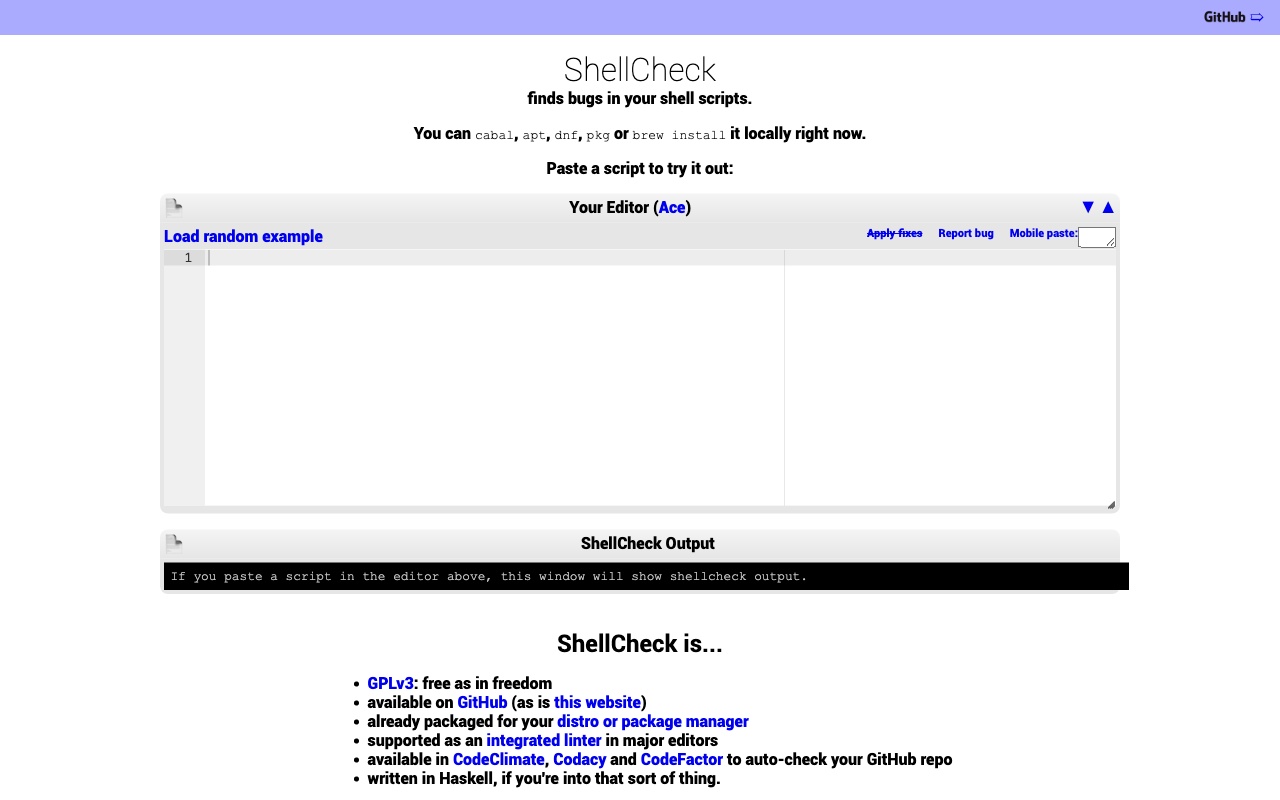 GitHub ⇨
ShellCheck
finds bugs in your shell scripts.
You can cabal, apt, dnf, pkg or brew install it locally right now.
Paste a script to try it out:
Your Editor (Ace) ▼ ▲
Load random example Apply fixes Report bug Mobile paste:
1
ShellCheck Output
If you paste a script in the editor above, this window will show shellcheck output.
ShellCheck is...
• GPLv3: free as in freedom
• available on GitHub (as is this website)
• already packaged for your distro or package manager
• supported as an integrated linter in major editors
• available in CodeClimate, Codacy and CodeFactor to auto-check your GitHub repo
• written in Haskell, if you're into that sort of thing.